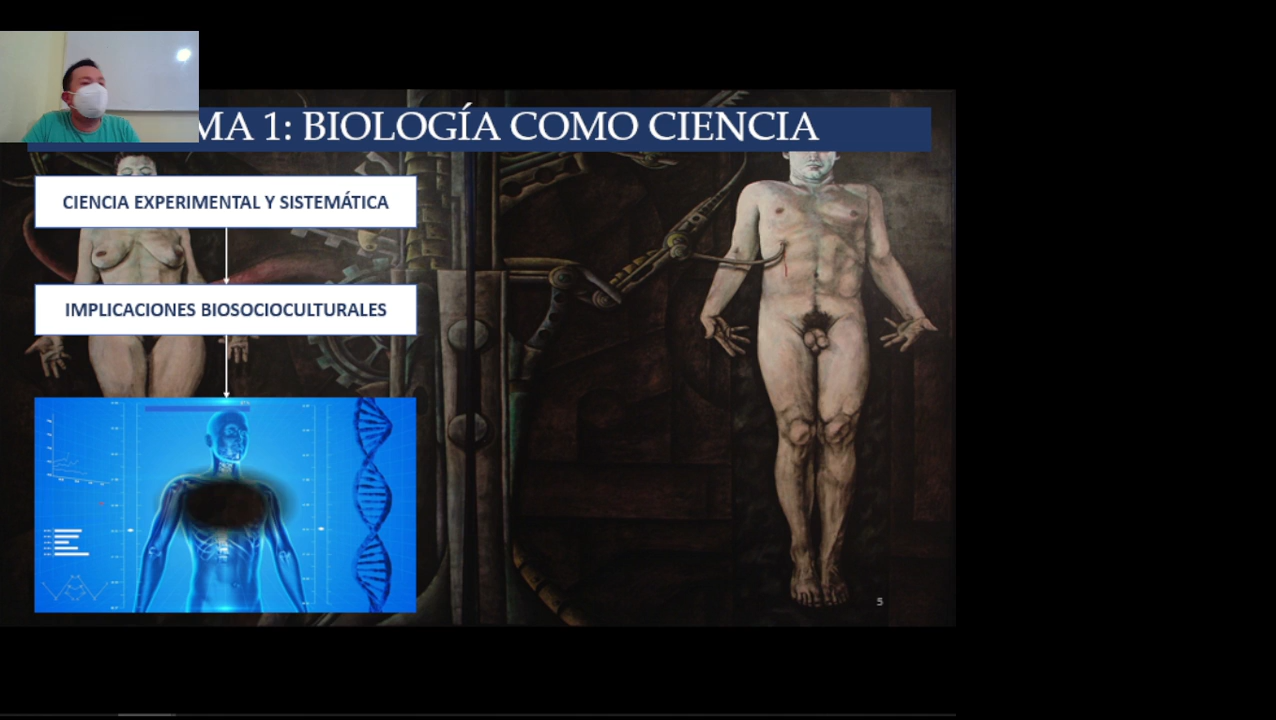 MA 1: BIOLOGÍA COMO CIENCIA
CIENCIA EXPERIMENTAL Y SISTEMÁTICA
IMPLICACIONES BIOSOCIOCULTURALES
5